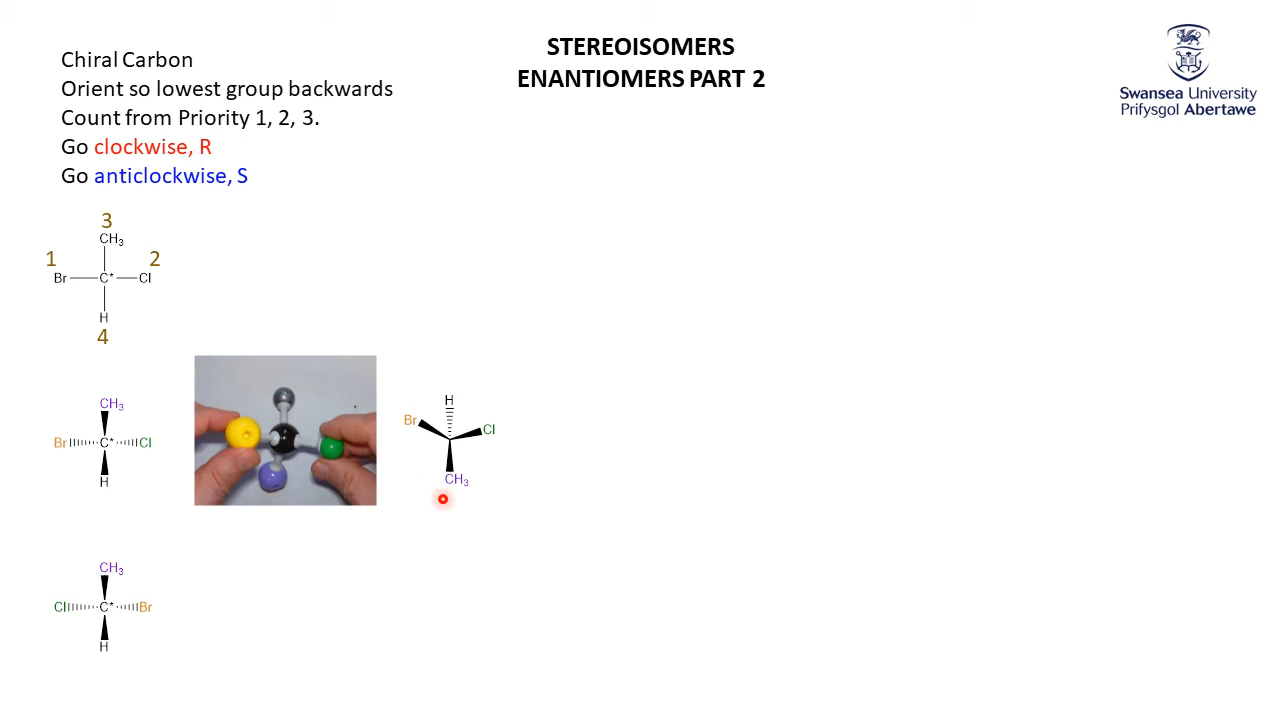 STEREOISOMERS
ENANTIOMERS PART 2
Swansea University
Prifysgol Abertawe
Chiral Carbon
Orient so lowest group backwards
Count from Priority 1, 2, 3.
Go clockwise, R
Go anticlockwise, S
3
CH₃
1 2
Br C* Cl
H
4
CH₃
Br C* Cl
H
H
Br
Cl
CH₃
CH₃
Cl C* Br
H